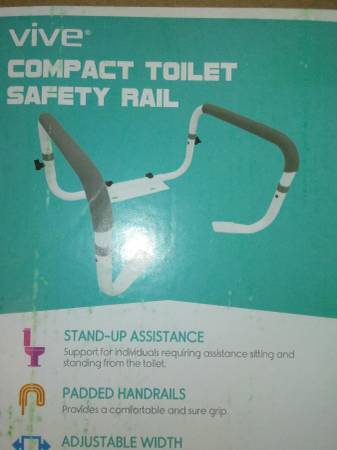 vive®
COMPACT TOILET
SAFETY RAIL
STAND-UP ASSISTANCE
Support for individuals requiring assistance sitting and
standing from the toilet.
PADDED HANDRAILS
Provides a comfortable and sure grip.
ADJUSTABLE WIDTH